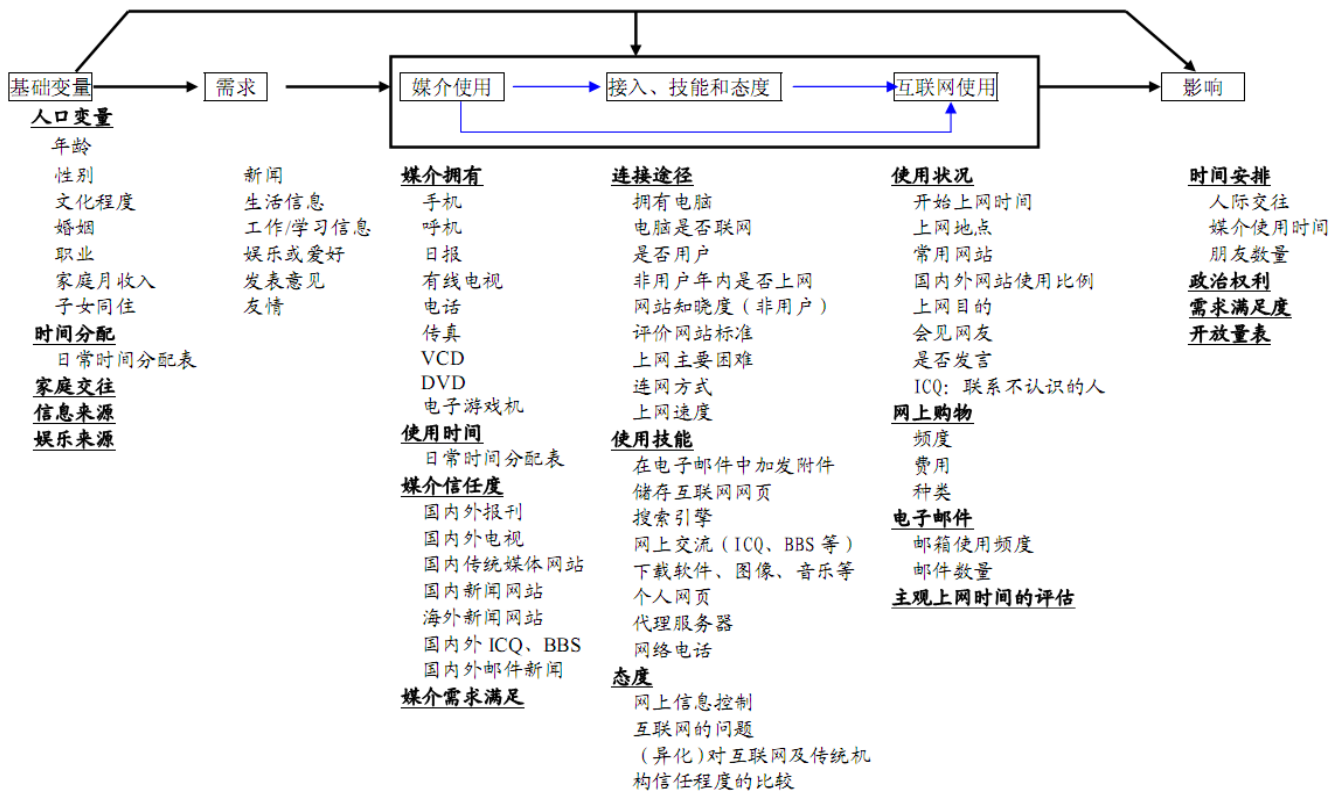 基础变量
需求
媒介使用
接入、技能和态度
互联网使用
影响
人口变量
年龄
性别
文化程度
婚姻
职业
家庭月收入
子女同住
时间分配
日常时间分配表
家庭交往
信息来源
娱乐来源
新闻
生活信息
工作/学习信息
娱乐或爱好
发表意见
友情
媒介拥有
手机
呼机
日报
有线电视
电话
传真
VCD
DVD
电子游戏机
使用时间
日常时间分配表
媒介信任度
国内外报刊
国内外电视
国内传统媒体网站
国内新闻网站
海外新闻网站
国内外 ICQ、BBS
国内外邮件新闻
媒介需求满足
连接途径
拥有电脑
电脑是否联网
是否用户
非用户年内是否上网
网站知晓度（非用户）
评价网站标准
上网主要困难
连网方式
上网速度
使用技能
在电子邮件中加发附件
储存互联网网页
搜索引擎
网上交流（ICQ、BBS 等）
下载软件、图像、音乐等
个人网页
代理服务器
网络电话
态度
网上信息控制
互联网的问题
（异化）对互联网及传统机
构信任程度的比较
使用状况
开始上网时间
上网地点
常用网站
国内外网站使用比例
上网目的
会见网友
是否发言
ICQ：联系不认识的人
网上购物
频度
费用
种类
电子邮件
邮箱使用频度
邮件数量
主观上网时间的评估
时间安排
人际交往
媒介使用时间
朋友数量
政治权利
需求满足度
开放量表